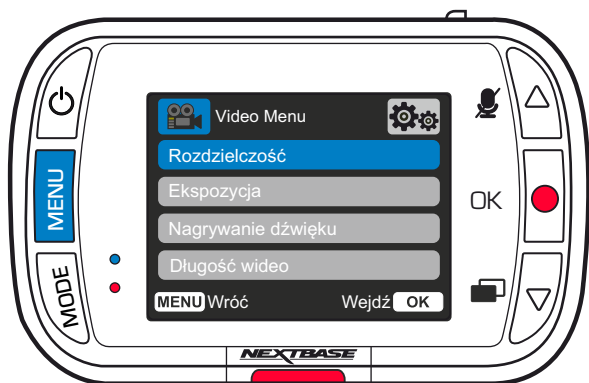 Video Menu
Rozdzielczość
Ekspozycja
Nagrywanie dźwięku
Długość wideo
MENU Wróć Wejdź OK
MENU
MODE
OK
NEXTBASE